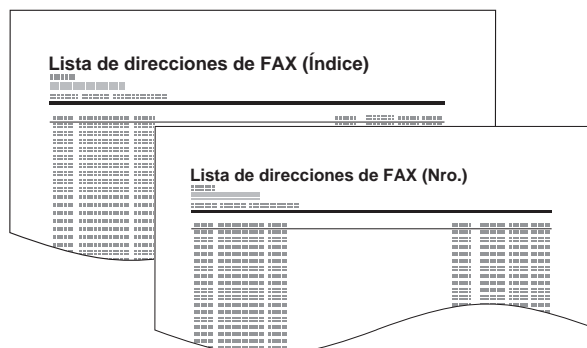 Lista de direcciones de FAX (Índice)
Lista de direcciones de FAX (Nro.)